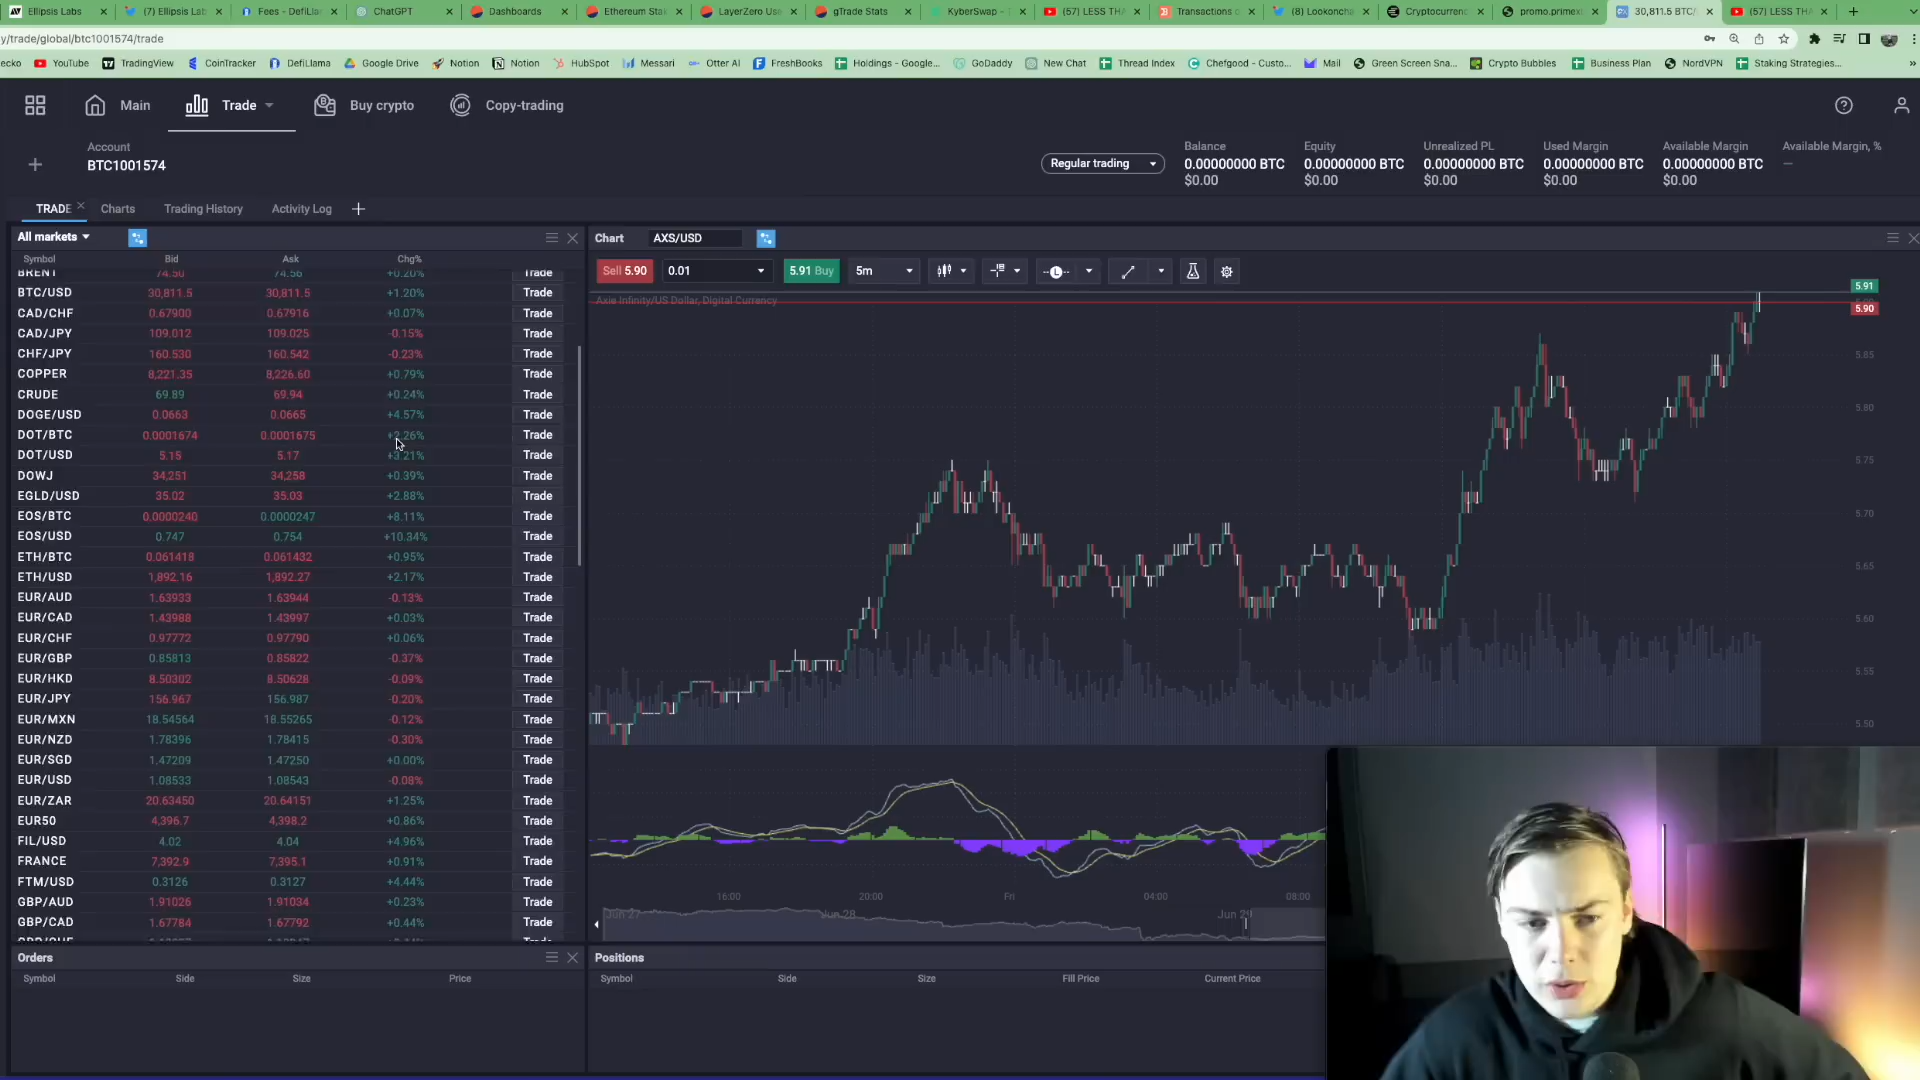 Ellipsis Labs
(7) Ellipsis Lab
Fees - DefiLla
ChatGPT
Dashboards
Ethereum Stak
LayerZero Use
gTrade Stats
KyberSwap -
(57) LESS THA
Transactions o
(8) Lookoncha
Cryptocurrenc
promo.primex
30,811.5 BTC/
(57) LESS THA
y/trade/global/btc1001574/trade
ecko
YouTube
TradingView
CoinTracker
DefiLlama
Google Drive
Notion
Notion
HubSpot
Messari
Otter AI
FreshBooks
Holdings - Google...
GoDaddy
New Chat
Thread Index
Chefgood - Custo...
Mail
Green Screen Sna...
Crypto Bubbles
Business Plan
NordVPN
Staking Strategies...
Main
Trade
Buy crypto
Copy-trading
Account
BTC1001574
Regular trading
Balance
0.00000000 BTC
$0.00
Equity
0.00000000 BTC
$0.00
Unrealized PL
0.00000000 BTC
$0.00
Used Margin
0.00000000 BTC
$0.00
Available Margin
0.00000000 BTC
$0.00
Available Margin, %
—
TRADE
Charts
Trading History
Activity Log
All markets
Symbol Bid Ask Chg%
BRENT 74.50 74.56 +0.20% Trade
BTC/USD 30,811.5 30,811.5 +1.20% Trade
CAD/CHF 0.67900 0.67916 +0.07% Trade
CAD/JPY 109.012 109.025 -0.15% Trade
CHF/JPY 160.530 160.542 -0.23% Trade
COPPER 8,221.35 8,226.60 +0.79% Trade
CRUDE 69.89 69.94 +0.24% Trade
DOGE/USD 0.0663 0.0665 +4.57% Trade
DOT/BTC 0.0001674 0.0001675 +2.26% Trade
DOT/USD 5.15 5.17 +3.21% Trade
DOWJ 34,251 34,258 +0.39% Trade
EGLD/USD 35.02 35.03 +2.88% Trade
EOS/BTC 0.0000240 0.0000247 +8.11% Trade
EOS/USD 0.747 0.754 +10.34% Trade
ETH/BTC 0.061418 0.061432 +0.95% Trade
ETH/USD 1,892.16 1,892.27 +2.17% Trade
EUR/AUD 1.63933 1.63944 -0.13% Trade
EUR/CAD 1.43988 1.43997 +0.03% Trade
EUR/CHF 0.97772 0.97790 +0.06% Trade
EUR/GBP 0.85813 0.85822 -0.37% Trade
EUR/HKD 8.50302 8.50628 -0.09% Trade
EUR/JPY 156.967 156.987 -0.20% Trade
EUR/MXN 18.54564 18.55265 -0.12% Trade
EUR/NZD 1.78396 1.78415 -0.30% Trade
EUR/SGD 1.47209 1.47250 +0.00% Trade
EUR/USD 1.08533 1.08543 -0.08% Trade
EUR/ZAR 20.63450 20.64151 +1.25% Trade
EUR50 4,396.7 4,398.2 +0.86% Trade
FIL/USD 4.02 4.04 +4.96% Trade
FRANCE 7,392.9 7,395.1 +0.91% Trade
FTM/USD 0.3126 0.3127 +4.44% Trade
GBP/AUD 1.91026 1.91034 +0.23% Trade
GBP/CAD 1.67784 1.67792 +0.44% Trade
Chart AXS/USD
Sell 5.90 0.01 5.91 Buy 5m
Axie Infinity/US Dollar, Digital Currency
5.91
5.90
5.85
5.80
5.75
5.70
5.65
5.60
5.55
5.50
16:00 20:00 Fri 04:00 08:00
Jun 27 Jun 28 Jun 29
Orders
Symbol Side Size Price
Positions
Symbol Side Size Fill Price Current Price